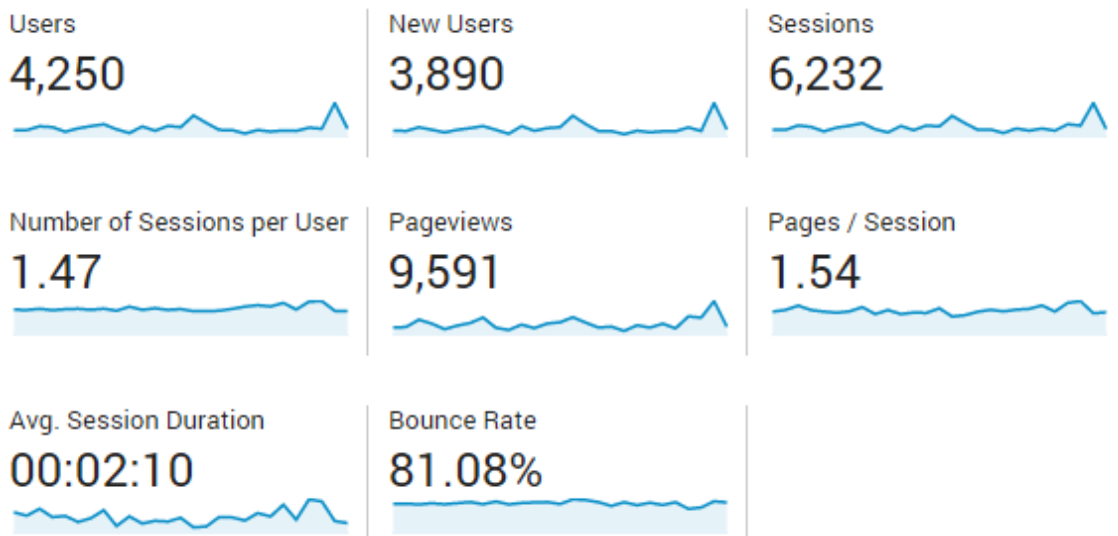 Users
4,250
New Users
3,890
Sessions
6,232
Number of Sessions per User
1.47
Pageviews
9,591
Pages / Session
1.54
Avg. Session Duration
00:02:10
Bounce Rate
81.08%